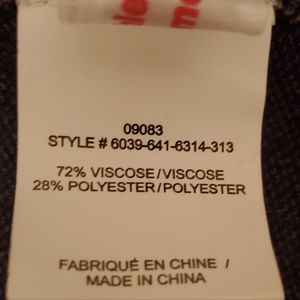 09083
STYLE # 6039-641-6314-313
72% VISCOSE/VISCOSE
28% POLYESTER/POLYESTER
FABRIQUÉ EN CHINE /
MADE IN CHINA